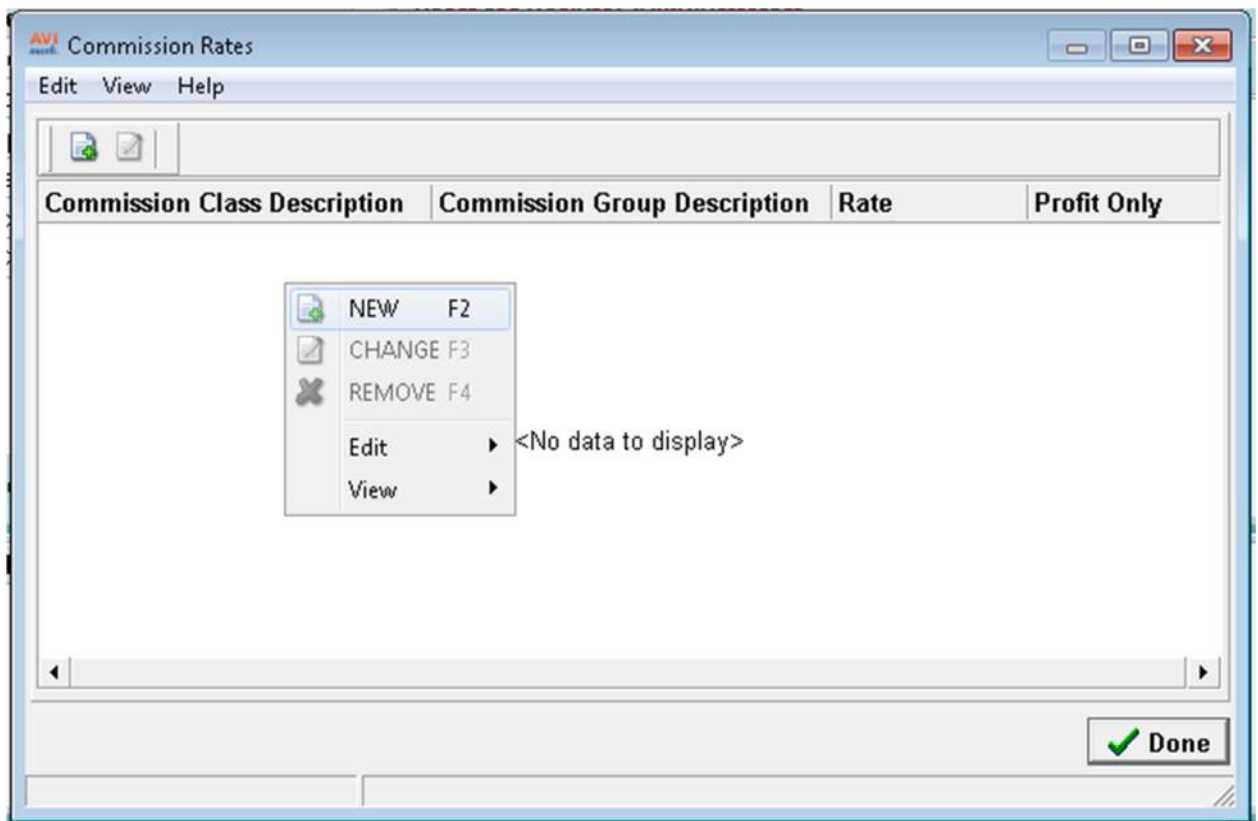 AVI
mark Commission Rates
Edit View Help
Commission Class Description Commission Group Description Rate Profit Only
NEW F2
CHANGE F3
REMOVE F4
Edit
<No data to display>
View
Done